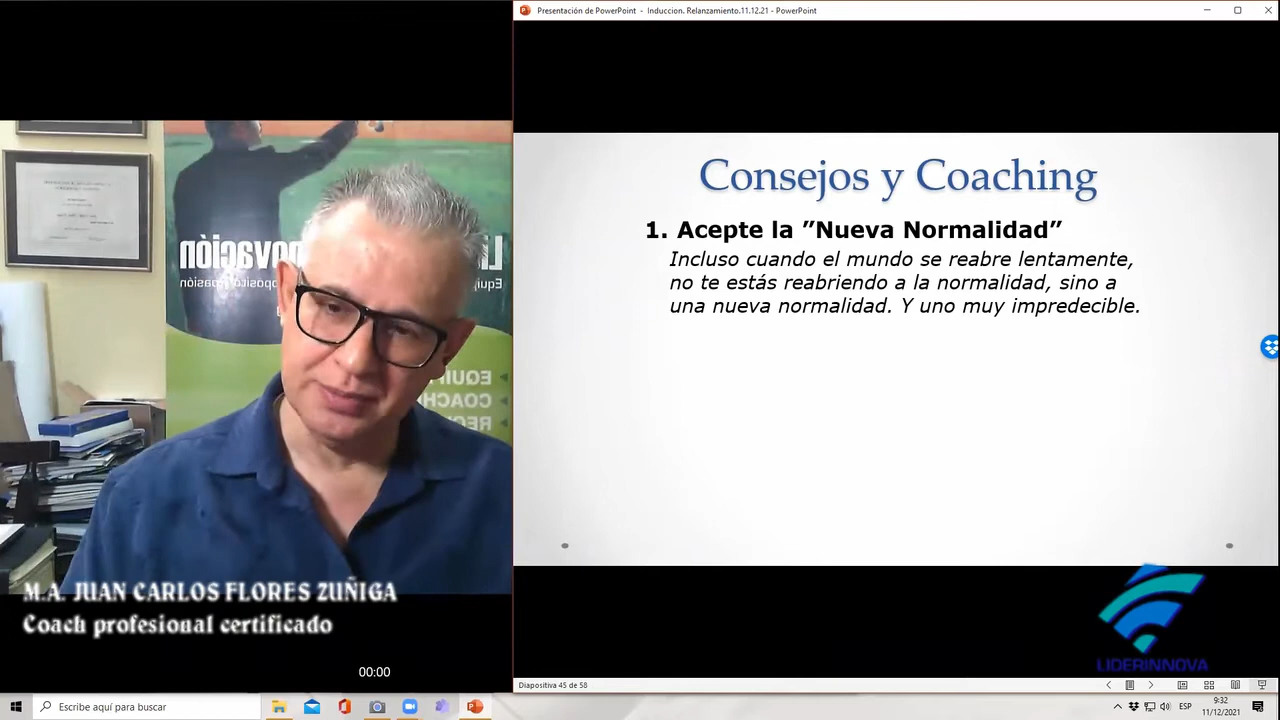 Presentación de PowerPoint - Induccion. Relanzamiento.11.12.21 - PowerPoint
Consejos y Coaching
1. Acepte la ”Nueva Normalidad”
Incluso cuando el mundo se reabre lentamente,
no te estás reabriendo a la normalidad, sino a
una nueva normalidad. Y uno muy impredecible.
M.A. JUAN CARLOS FLORES ZUÑIGA
Coach profesional certificado
00:00
LIDERINNOVA
Diapositiva 45 de 58
Escribe aquí para buscar
ESP
9:32
11/12/2021